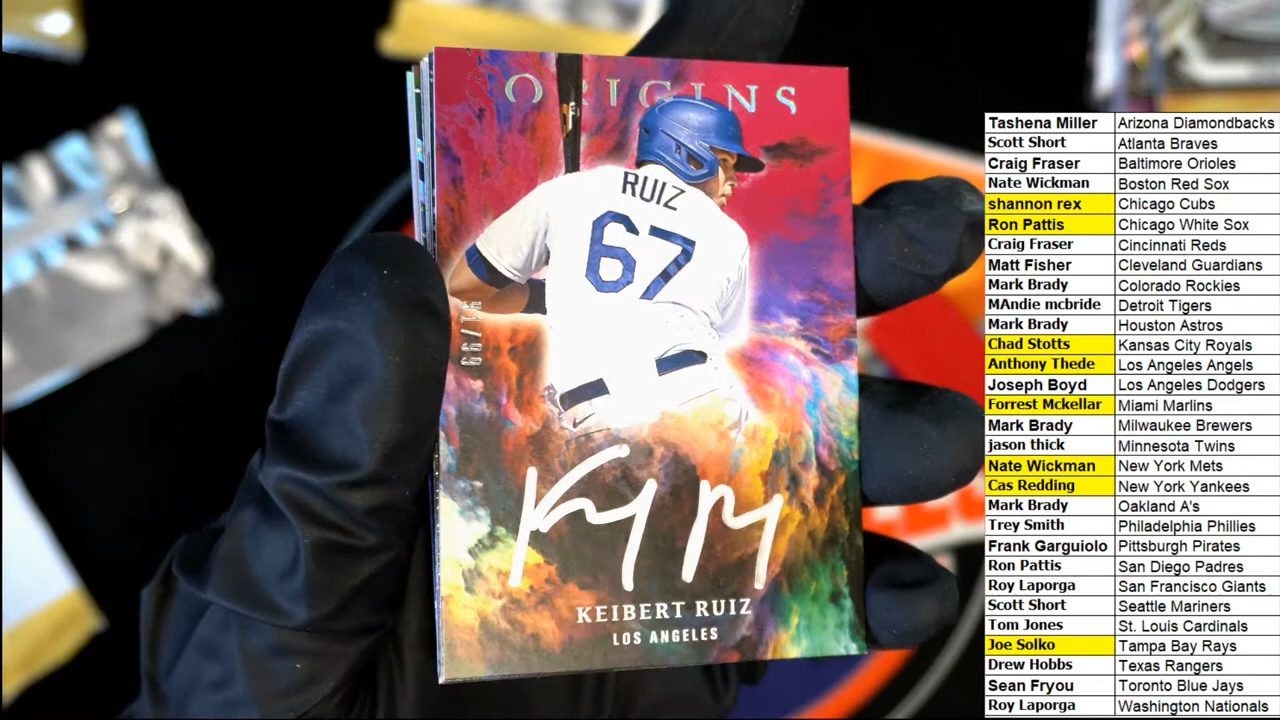 ORIGINS
RUIZ
67
91/99
KEIBERT RUIZ
LOS ANGELES
Tashena Miller Arizona Diamondbacks
Scott Short Atlanta Braves
Craig Fraser Baltimore Orioles
Nate Wickman Boston Red Sox
shannon rex Chicago Cubs
Ron Pattis Chicago White Sox
Craig Fraser Cincinnati Reds
Matt Fisher Cleveland Guardians
Mark Brady Colorado Rockies
MAndie mcbride Detroit Tigers
Mark Brady Houston Astros
Chad Stotts Kansas City Royals
Anthony Thede Los Angeles Angels
Joseph Boyd Los Angeles Dodgers
Forrest Mckellar Miami Marlins
Mark Brady Milwaukee Brewers
jason thick Minnesota Twins
Nate Wickman New York Mets
Cas Redding New York Yankees
Mark Brady Oakland A's
Trey Smith Philadelphia Phillies
Frank Garguiolo Pittsburgh Pirates
Ron Pattis San Diego Padres
Roy Laporga San Francisco Giants
Scott Short Seattle Mariners
Tom Jones St. Louis Cardinals
Joe Solko Tampa Bay Rays
Drew Hobbs Texas Rangers
Sean Fryou Toronto Blue Jays
Roy Laporga Washington Nationals